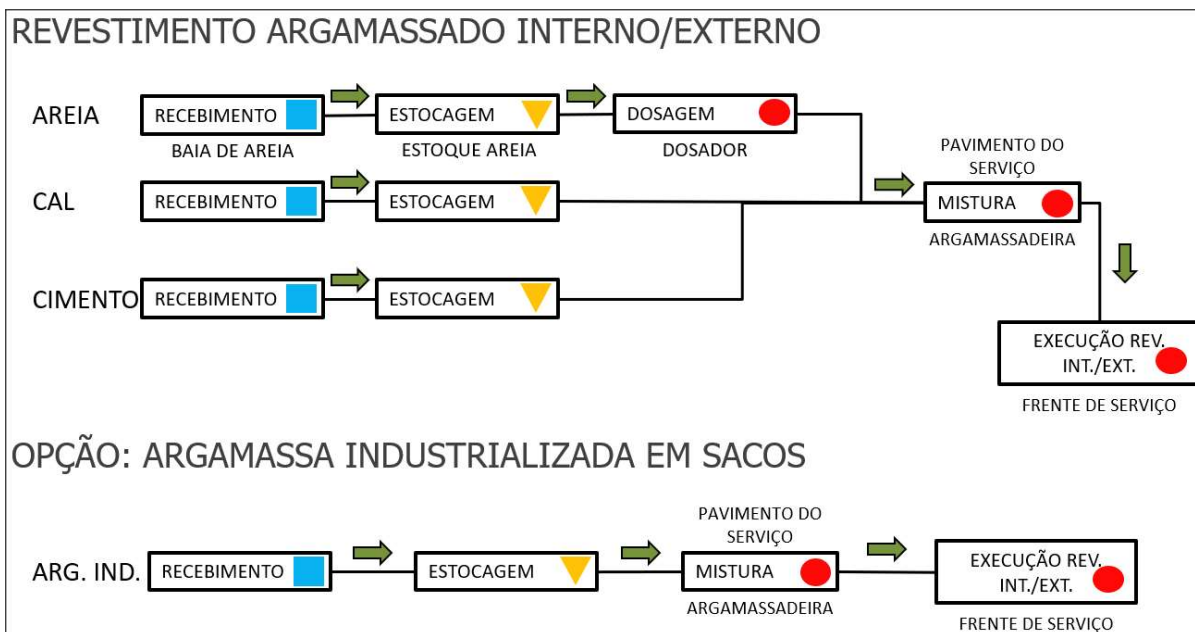 REVESTIMENTO ARGAMASSADO INTERNO/EXTERNO
AREIA
RECEBIMENTO
BAIA DE AREIA
ESTOCAGEM
ESTOQUE AREIA
DOSAGEM
DOSADOR
CAL
RECEBIMENTO
ESTOCAGEM
PAVIMENTO DO
SERVIÇO
MISTURA
ARGAMASSADEIRA
CIMENTO
RECEBIMENTO
ESTOCAGEM
EXECUÇÃO REV.
INT./EXT.
FRENTE DE SERVIÇO
OPÇÃO: ARGAMASSA INDUSTRIALIZADA EM SACOS
ARG. IND.
RECEBIMENTO
ESTOCAGEM
PAVIMENTO DO
SERVIÇO
MISTURA
ARGAMASSADEIRA
EXECUÇÃO REV.
INT./EXT.
FRENTE DE SERVIÇO